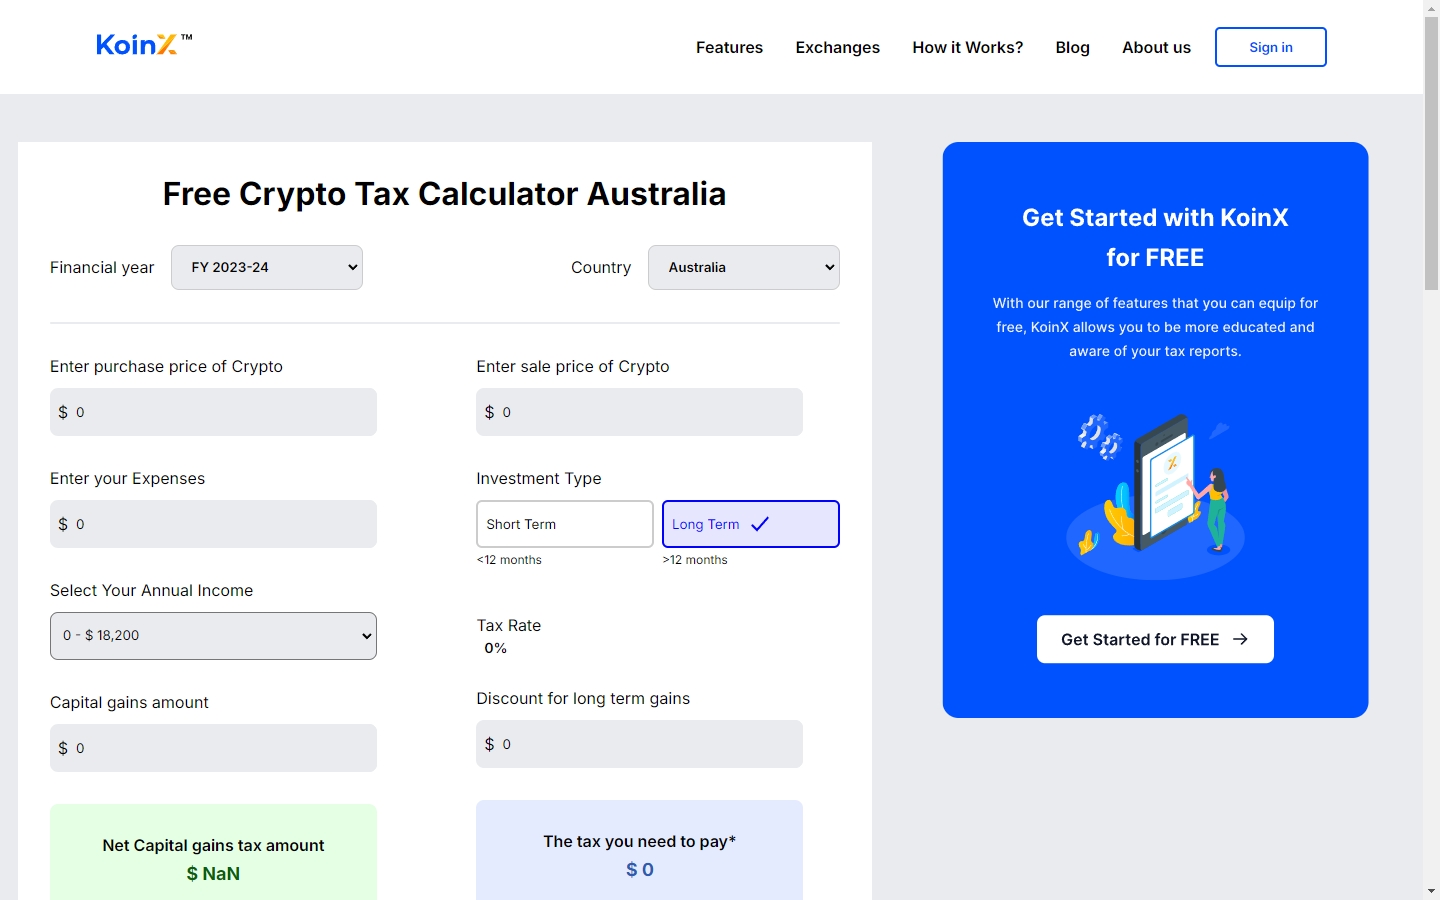 KoinX™
Features
Exchanges
How it Works?
Blog
About us
Sign in
Free Crypto Tax Calculator Australia
Financial year
FY 2023-24
Country
Australia
Enter purchase price of Crypto
$ 0
Enter sale price of Crypto
$ 0
Enter your Expenses
$ 0
Investment Type
Short Term
<12 months
Long Term
>12 months
Select Your Annual Income
0 - $ 18,200
Tax Rate
0%
Capital gains amount
$ 0
Discount for long term gains
$ 0
Net Capital gains tax amount
$ NaN
The tax you need to pay*
$ 0
Get Started with KoinX
for FREE
With our range of features that you can equip for
free, KoinX allows you to be more educated and
aware of your tax reports.
Get Started for FREE